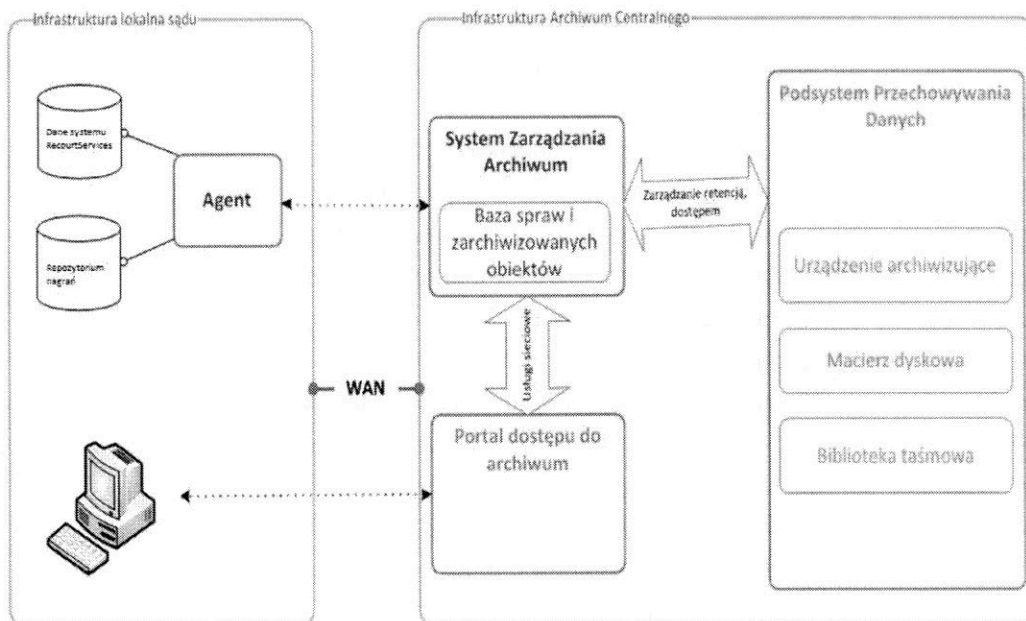 Infrastruktura lokalna sądu
Dane systemu
RecourtServices
Agent
Repozytorium
nagrań
WAN
Infrastruktura Archiwum Centralnego
System Zarządzania
Archiwum
Baza spraw i
zarchiwizowanych
obiektów
Zarządzanie retencją,
dostępem
Usługi sieciowe
Portal dostępu do
archiwum
Podsystem Przechowywania
Danych
Urządzenie archiwizujące
Macierz dyskowa
Biblioteka taśmowa